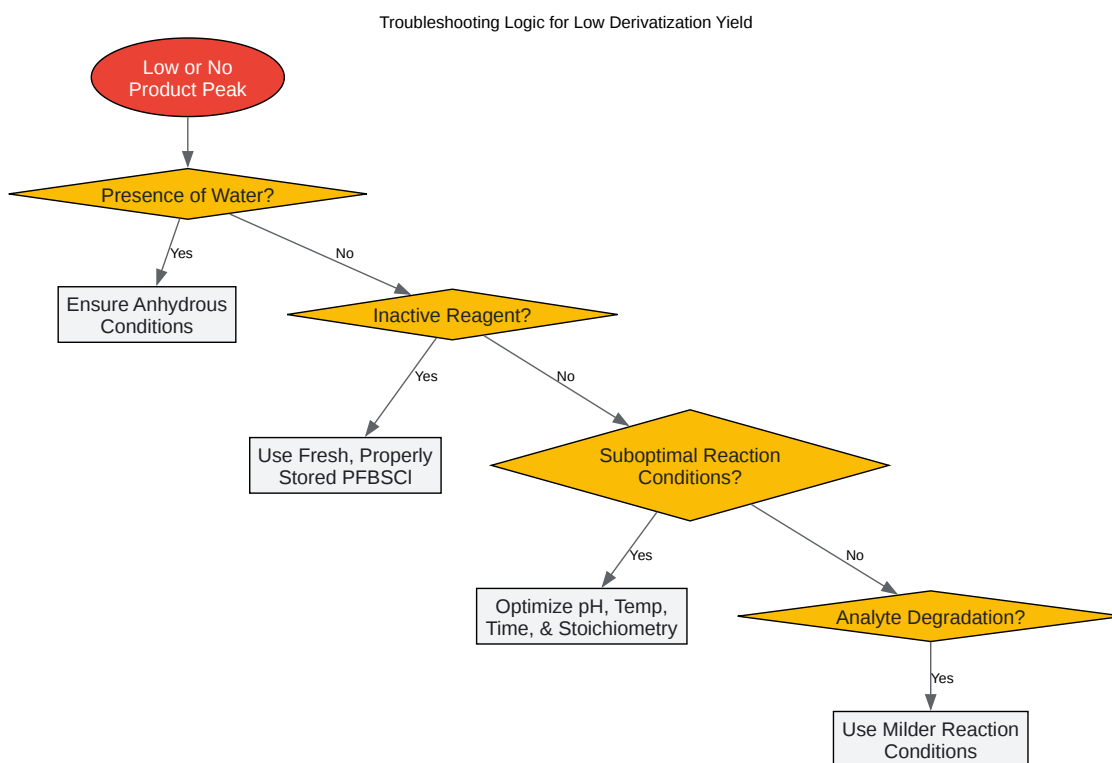 Troubleshooting Logic for Low Derivatization Yield
Low or No
Product Peak
Presence of Water?
Yes
No
Ensure Anhydrous
Conditions
Inactive Reagent?
Yes
No
Use Fresh, Properly
Stored PFBSCl
Suboptimal Reaction
Conditions?
Yes
No
Optimize pH, Temp,
Time, & Stoichiometry
Analyte Degradation?
Yes
Use Milder Reaction
Conditions